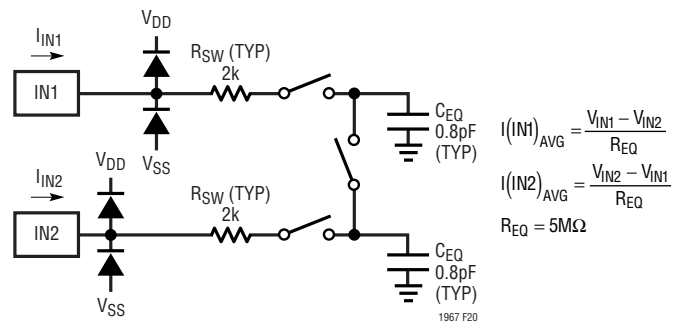 V_DD
I_IN1
R_SW (TYP)
2k
IN1
C_EQ
0.8pF
(TYP)
V_SS
I(IN1)_AVG = (V_IN1 – V_IN2) / R_EQ
I(IN2)_AVG = (V_IN2 – V_IN1) / R_EQ
R_EQ = 5MΩ
V_DD
I_IN2
R_SW (TYP)
2k
IN2
C_EQ
0.8pF
(TYP)
V_SS
1967 F20